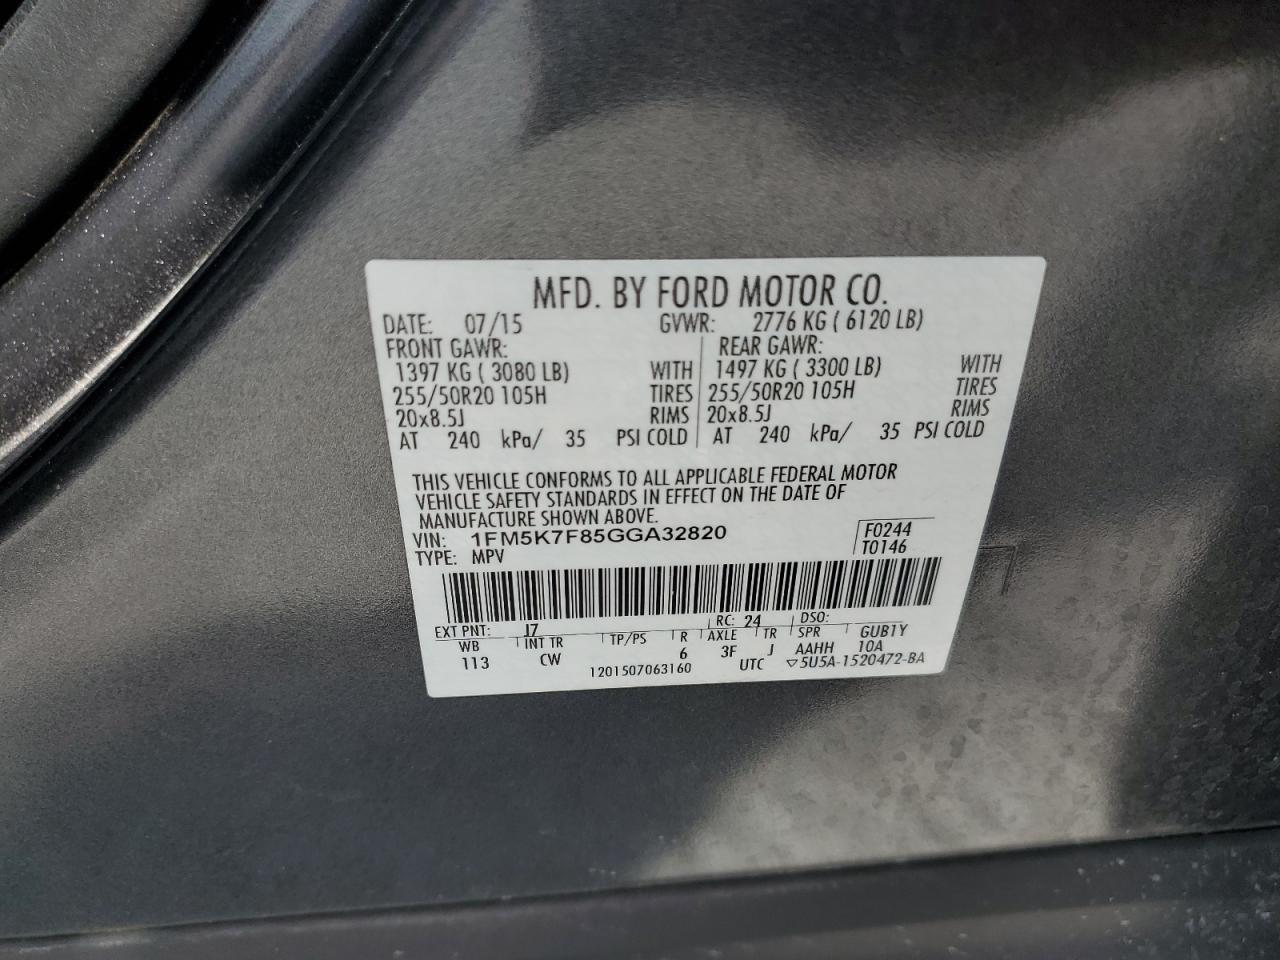 MFD. BY FORD MOTOR CO.
DATE: 07/15 GVWR: 2776 KG ( 6120 LB)
FRONT GAWR: REAR GAWR:
1397 KG ( 3080 LB) WITH 1497 KG ( 3300 LB) WITH
255/50R20 105H TIRES 255/50R20 105H TIRES
20x8.5J RIMS 20x8.5J RIMS
AT 240 kPa/ 35 PSI COLD AT 240 kPa/ 35 PSI COLD
THIS VEHICLE CONFORMS TO ALL APPLICABLE FEDERAL MOTOR
VEHICLE SAFETY STANDARDS IN EFFECT ON THE DATE OF
MANUFACTURE SHOWN ABOVE.
VIN: 1FM5K7F85GGA32820 F0244
TYPE: MPV T0146
EXT PNT: J7 RC: 24 DSO:
WB INT TR TP/PS R AXLE TR SPR GUB1Y
113 CW 6 3F J AAHH 10A
1201507063160 UTC ▽5U5A-1520472-BA